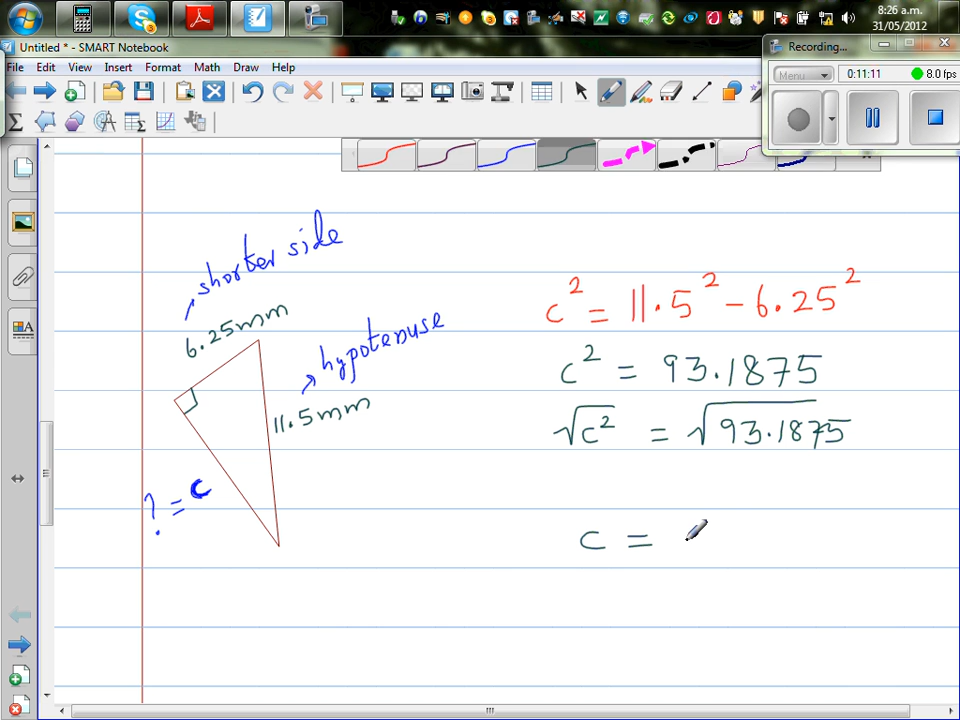 8:26 a.m.
31/05/2012
Untitled * - SMART Notebook
Recording...
File Edit View Insert Format Math Draw Help
Menu
0:11:11
8.0 fps
shorter side
6.25mm
hypotenuse
11.5mm
? = c
c² = 11.5² - 6.25²
c² = 93.1875
√c² = √93.1875
c =